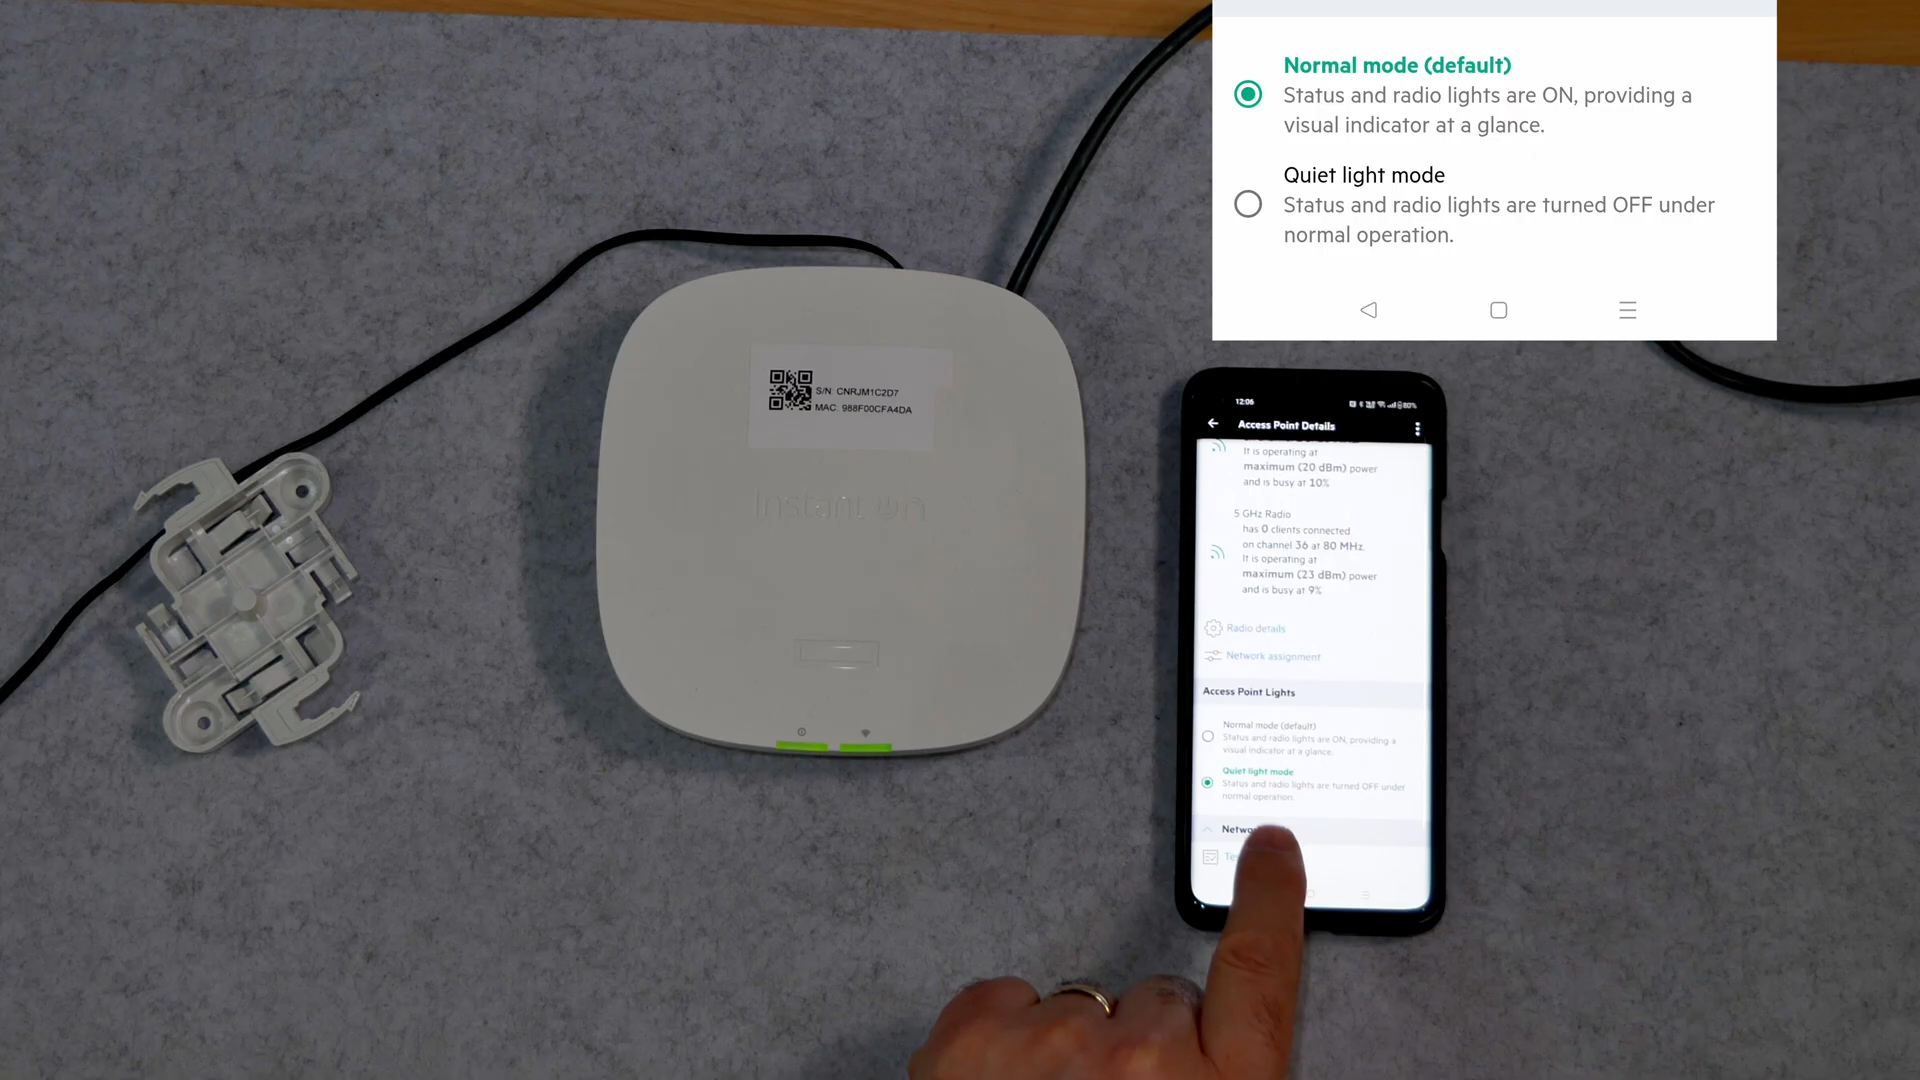 Normal mode (default)
Status and radio lights are ON, providing a
visual indicator at a glance.
Quiet light mode
Status and radio lights are turned OFF under
normal operation.
S/N: CNRJM1C2D7
MAC: 988F00CFA4DA
Instant On
12:06
80%
Access Point Details
It is operating at
maximum (20 dBm) power
and is busy at 10%
5 GHz Radio
has 0 clients connected
on channel 36 at 80 MHz.
It is operating at
maximum (23 dBm) power
and is busy at 9%
Radio details
Network assignment
Access Point Lights
Normal mode (default)
Status and radio lights are ON, providing a
visual indicator at a glance.
Quiet light mode
Status and radio lights are turned OFF under
normal operation.